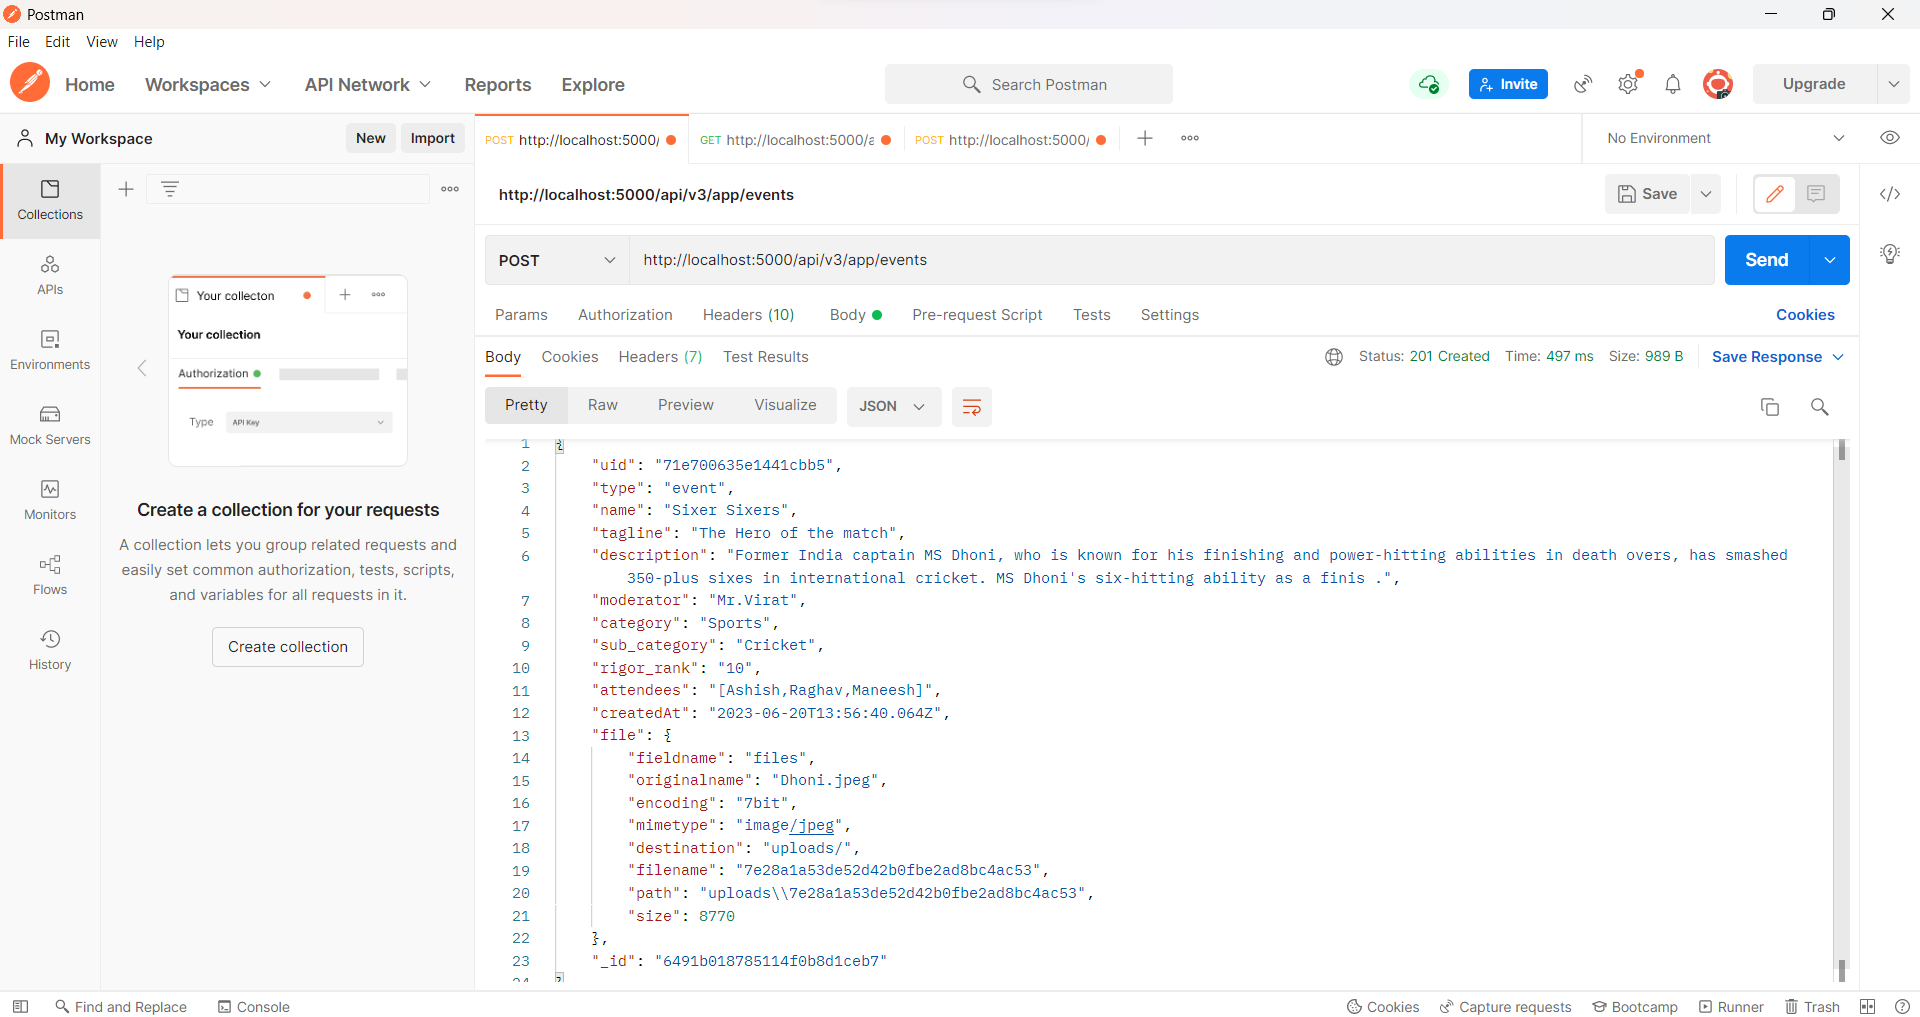 Postman
File Edit View Help
Home Workspaces API Network Reports Explore Search Postman Invite Upgrade
My Workspace New Import
POST http://localhost:5000/ GET http://localhost:5000/a POST http://localhost:5000/ No Environment
Collections
APIs
Environments
Mock Servers
Monitors
Flows
History
Your collecton
Your collection
Authorization
Type API Key
Create a collection for your requests
A collection lets you group related requests and
easily set common authorization, tests, scripts,
and variables for all requests in it.
Create collection
http://localhost:5000/api/v3/app/events Save
POST http://localhost:5000/api/v3/app/events Send
Params Authorization Headers (10) Body Pre-request Script Tests Settings Cookies
Body Cookies Headers (7) Test Results Status: 201 Created Time: 497 ms Size: 989 B Save Response
Pretty Raw Preview Visualize JSON
1 {
2 "uid": "71e700635e1441cbb5",
3 "type": "event",
4 "name": "Sixer Sixers",
5 "tagline": "The Hero of the match",
6 "description": "Former India captain MS Dhoni, who is known for his finishing and power-hitting abilities in death overs, has smashed
350-plus sixes in international cricket. MS Dhoni's six-hitting ability as a finis .",
7 "moderator": "Mr.Virat",
8 "category": "Sports",
9 "sub_category": "Cricket",
10 "rigor_rank": "10",
11 "attendees": "[Ashish,Raghav,Maneesh]",
12 "createdAt": "2023-06-20T13:56:40.064Z",
13 "file": {
14 "fieldname": "files",
15 "originalname": "Dhoni.jpeg",
16 "encoding": "7bit",
17 "mimetype": "image/jpeg",
18 "destination": "uploads/",
19 "filename": "7e28a1a53de52d42b0fbe2ad8bc4ac53",
20 "path": "uploads\\7e28a1a53de52d42b0fbe2ad8bc4ac53",
21 "size": 8770
22 },
23 "_id": "6491b018785114f0b8d1ceb7"
24 }
Find and Replace Console Cookies Capture requests Bootcamp Runner Trash